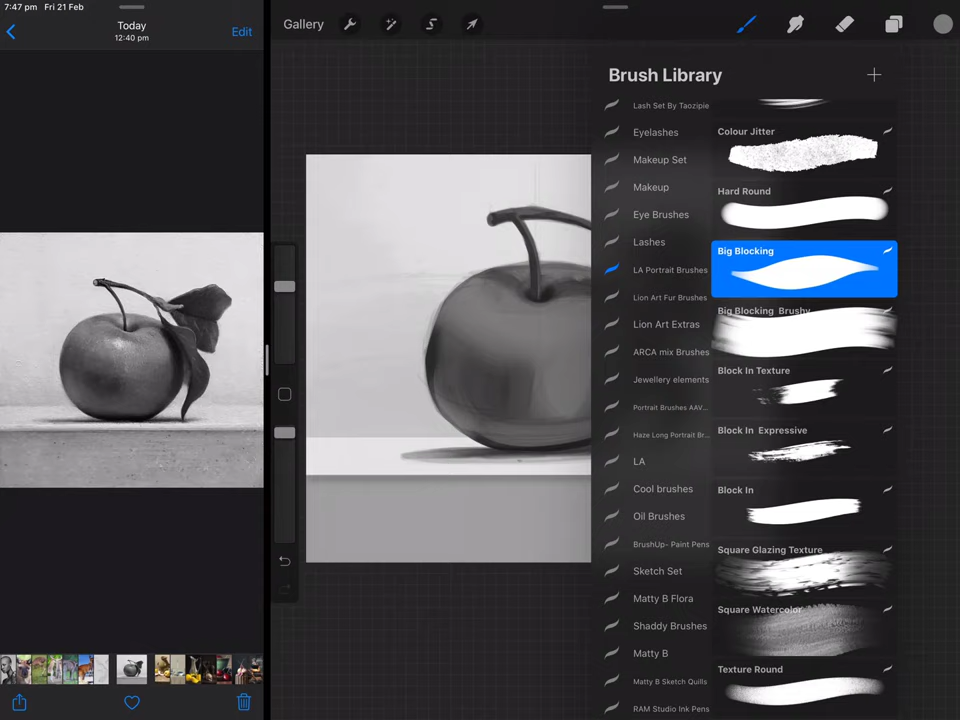 7:47 pm Fri 21 Feb
Today
12:40 pm
Edit
Gallery
Brush Library
Lash Set By Taozipie
Eyelashes
Makeup Set
Makeup
Eye Brushes
Lashes
LA Portrait Brushes
Lion Art Fur Brushes
Lion Art Extras
ARCA mix Brushes
Jewellery elements
Portrait Brushes AAV...
Haze Long Portrait Br...
LA
Cool brushes
Oil Brushes
BrushUp- Paint Pens
Sketch Set
Matty B Flora
Shaddy Brushes
Matty B
Matty B Sketch Quills
RAM Studio Ink Pens
Colour Jitter
Hard Round
Big Blocking
Big Blocking Brushy
Block In Texture
Block In Expressive
Block In
Square Glazing Texture
Square Watercolor
Texture Round